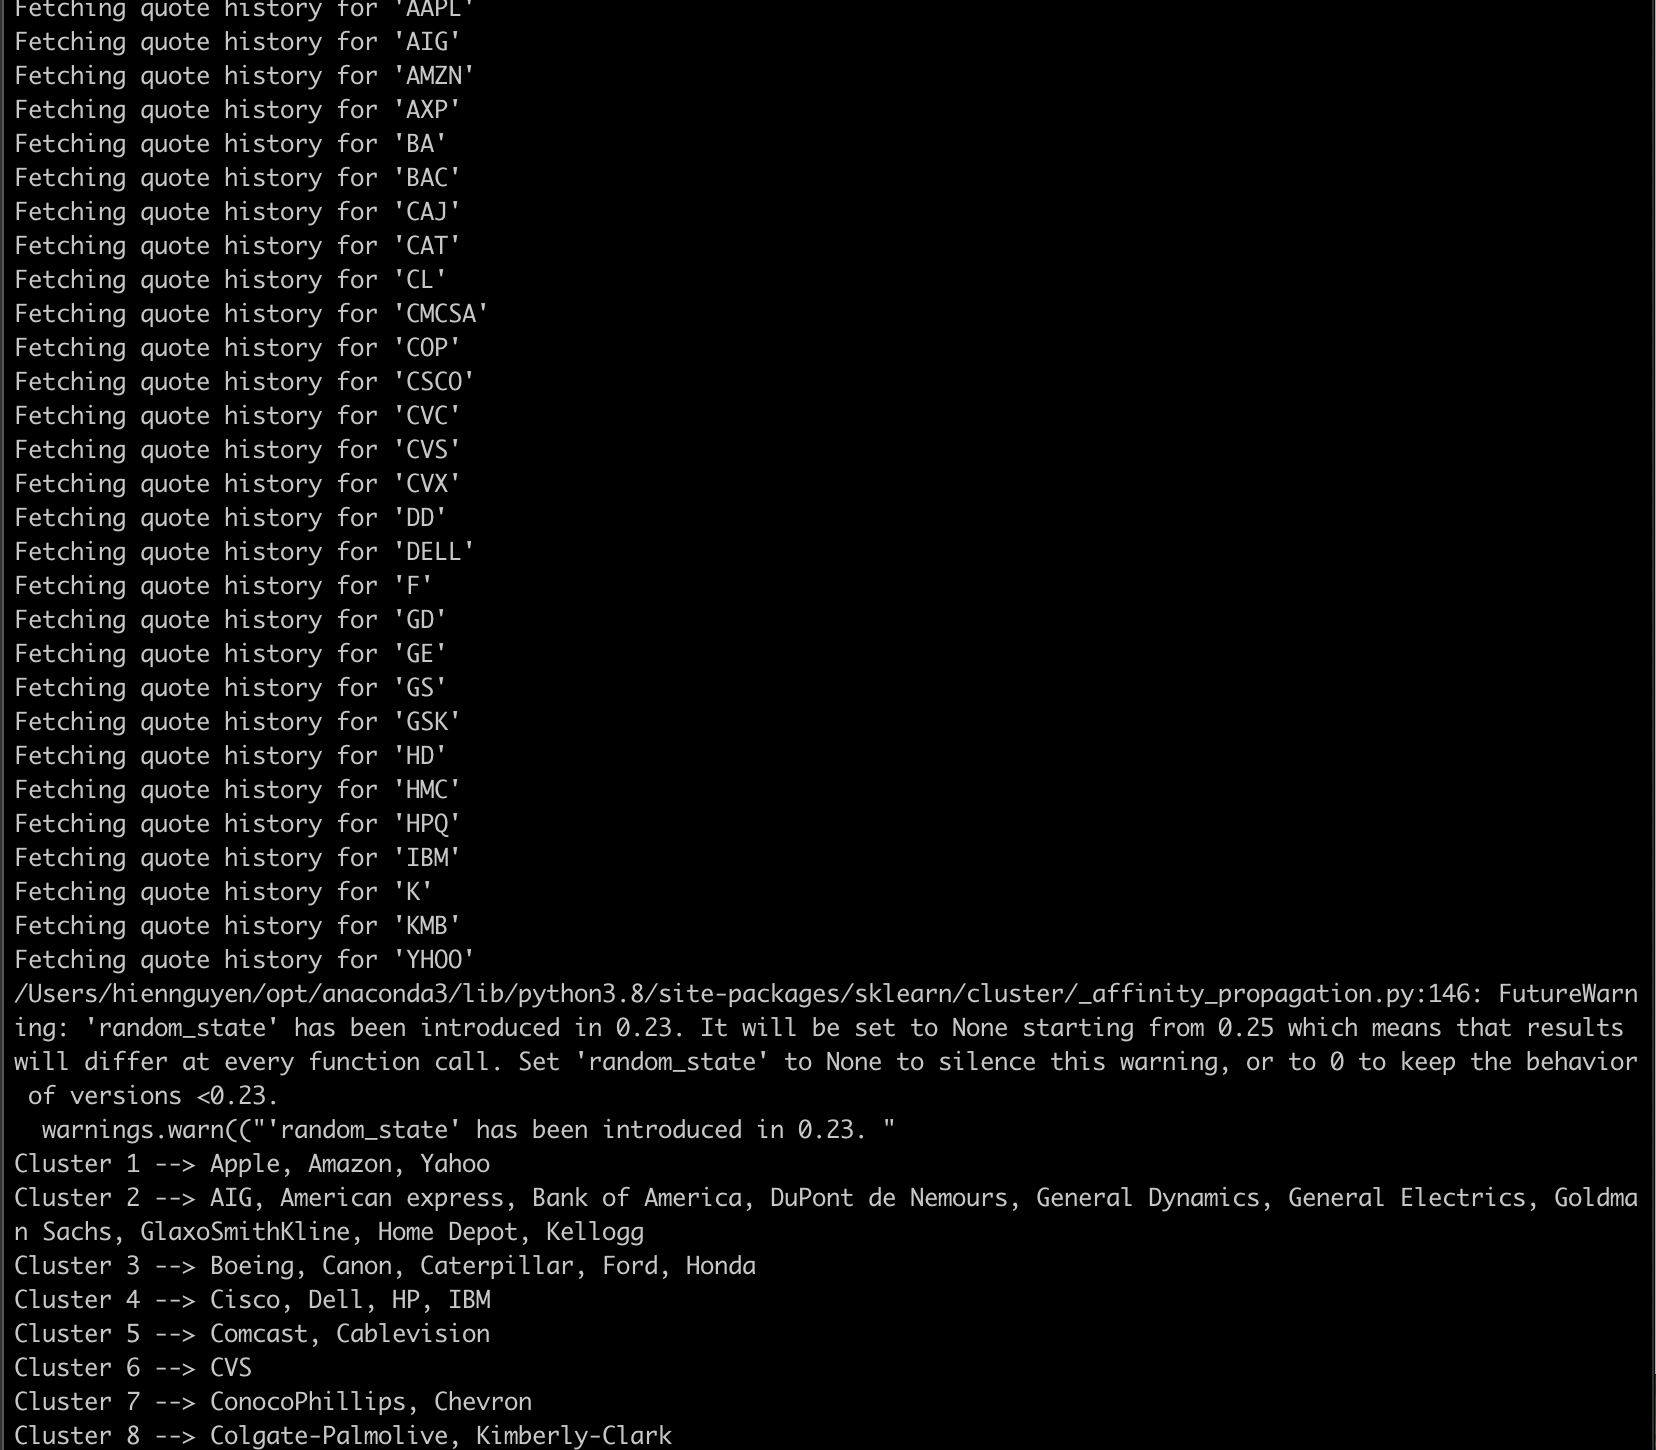 Fetching quote history for 'AAPL'
Fetching quote history for 'AIG'
Fetching quote history for 'AMZN'
Fetching quote history for 'AXP'
Fetching quote history for 'BA'
Fetching quote history for 'BAC'
Fetching quote history for 'CAJ'
Fetching quote history for 'CAT'
Fetching quote history for 'CL'
Fetching quote history for 'CMCSA'
Fetching quote history for 'COP'
Fetching quote history for 'CSCO'
Fetching quote history for 'CVC'
Fetching quote history for 'CVS'
Fetching quote history for 'CVX'
Fetching quote history for 'DD'
Fetching quote history for 'DELL'
Fetching quote history for 'F'
Fetching quote history for 'GD'
Fetching quote history for 'GE'
Fetching quote history for 'GS'
Fetching quote history for 'GSK'
Fetching quote history for 'HD'
Fetching quote history for 'HMC'
Fetching quote history for 'HPQ'
Fetching quote history for 'IBM'
Fetching quote history for 'K'
Fetching quote history for 'KMB'
Fetching quote history for 'YHOO'
/Users/hiennguyen/opt/anaconda3/lib/python3.8/site-packages/sklearn/cluster/_affinity_propagation.py:146: FutureWarn
ing: 'random_state' has been introduced in 0.23. It will be set to None starting from 0.25 which means that results
will differ at every function call. Set 'random_state' to None to silence this warning, or to 0 to keep the behavior
 of versions <0.23.
  warnings.warn(("'random_state' has been introduced in 0.23. "
Cluster 1 --> Apple, Amazon, Yahoo
Cluster 2 --> AIG, American express, Bank of America, DuPont de Nemours, General Dynamics, General Electrics, Goldma
n Sachs, GlaxoSmithKline, Home Depot, Kellogg
Cluster 3 --> Boeing, Canon, Caterpillar, Ford, Honda
Cluster 4 --> Cisco, Dell, HP, IBM
Cluster 5 --> Comcast, Cablevision
Cluster 6 --> CVS
Cluster 7 --> ConocoPhillips, Chevron
Cluster 8 --> Colgate-Palmolive, Kimberly-Clark